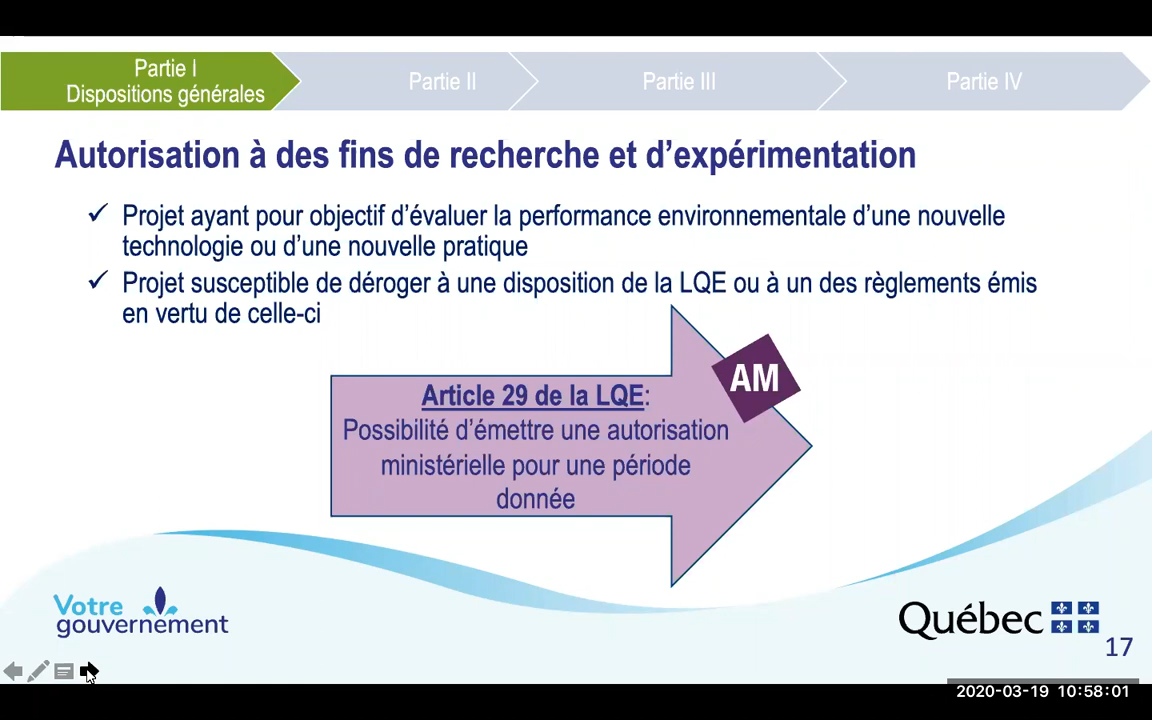 Partie I
Dispositions générales
Partie II
Partie III
Partie IV
Autorisation à des fins de recherche et d’expérimentation
✓ Projet ayant pour objectif d’évaluer la performance environnementale d’une nouvelle
technologie ou d’une nouvelle pratique
✓ Projet susceptible de déroger à une disposition de la LQE ou à un des règlements émis
en vertu de celle-ci
AM
Article 29 de la LQE:
Possibilité d’émettre une autorisation
ministérielle pour une période
donnée
Votre
gouvernement
Québec
17
2020-03-19 10:58:01